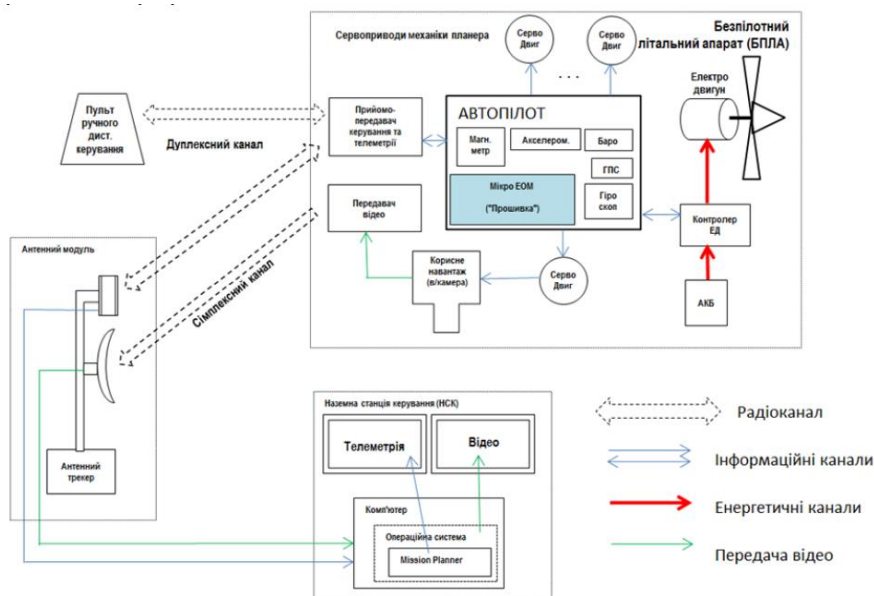 Сервоприводи механіки планера
Серво
Двиг
. . .
Серво
Двиг
Безпілотний
літальний апарат (БПЛА)
Електро
двигун
Пульт
ручного
дист.
керування
Дуплексний канал
Прийомо-
передавач
керування та
телеметрії
АВТОПІЛОТ
Магн.
метр
Акселером.
Баро
ГПС
Гіро
скоп
Мікро ЕОМ
("Прошивка")
Передавач
відео
Контролер
ЕД
Корисне
навантаж
(в/камера)
Серво
Двиг
АКБ
Антенний модуль
Сімплексний канал
Антенний
трекер
Наземна станція керування (НСК)
Телеметрія
Відео
Комп'ютер
Операційна система
Mission Planner
Радіоканал
Інформаційні канали
Енергетичні канали
Передача відео